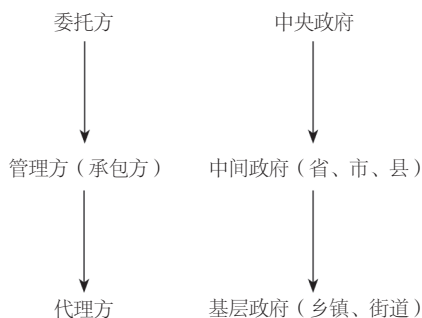 委托方 中央政府
管理方（承包方） 中间政府（省、市、县）
代理方 基层政府（乡镇、街道）